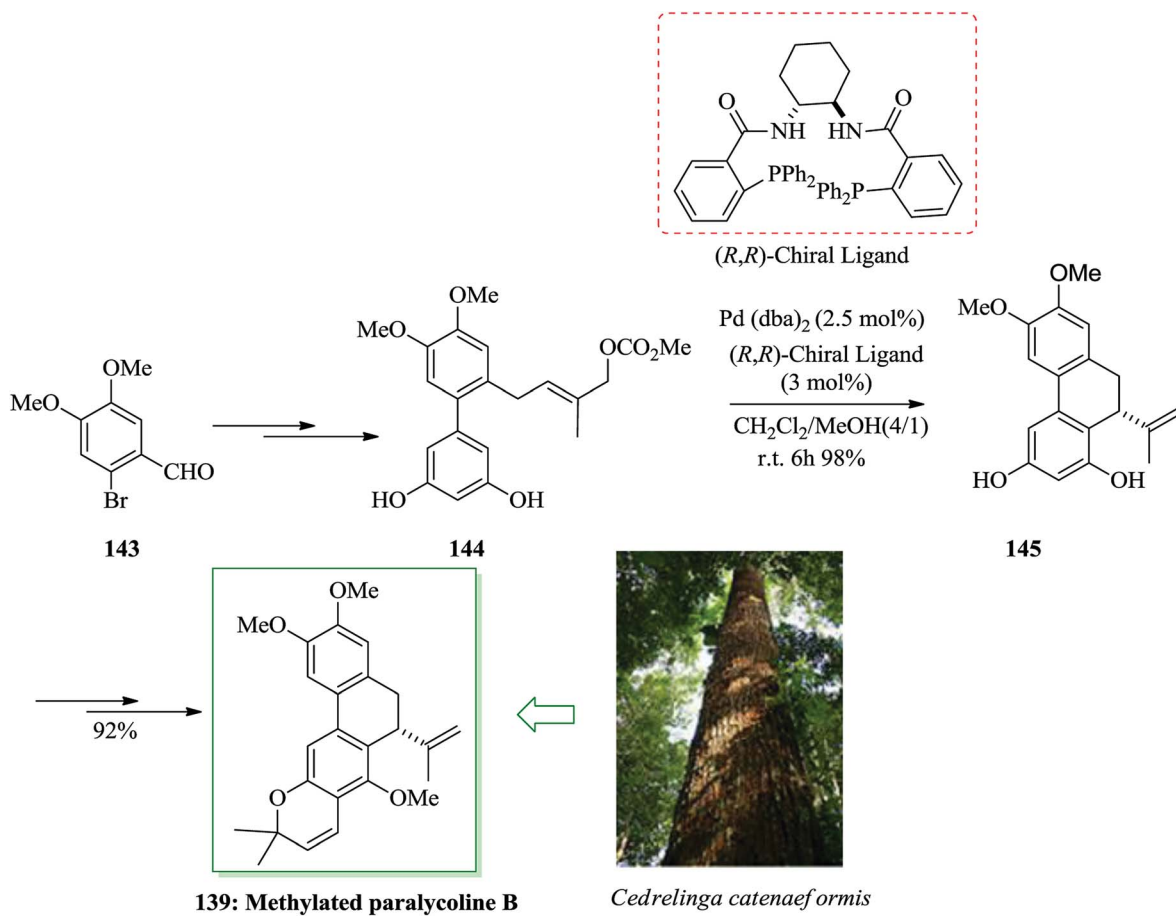 O
NH
HN
O
PPh2
Ph2P
(R,R)-Chiral Ligand
OMe
MeO
OCO2Me
HO
OH
Pd (dba)2 (2.5 mol%)
(R,R)-Chiral Ligand
(3 mol%)
CH2Cl2/MeOH(4/1)
r.t. 6h 98%
OMe
MeO
HO
OH
OMe
MeO
CHO
Br
143
144
145
92%
OMe
MeO
O
OMe
139: Methylated paralycoline B
Cedrelinga catenaef ormis